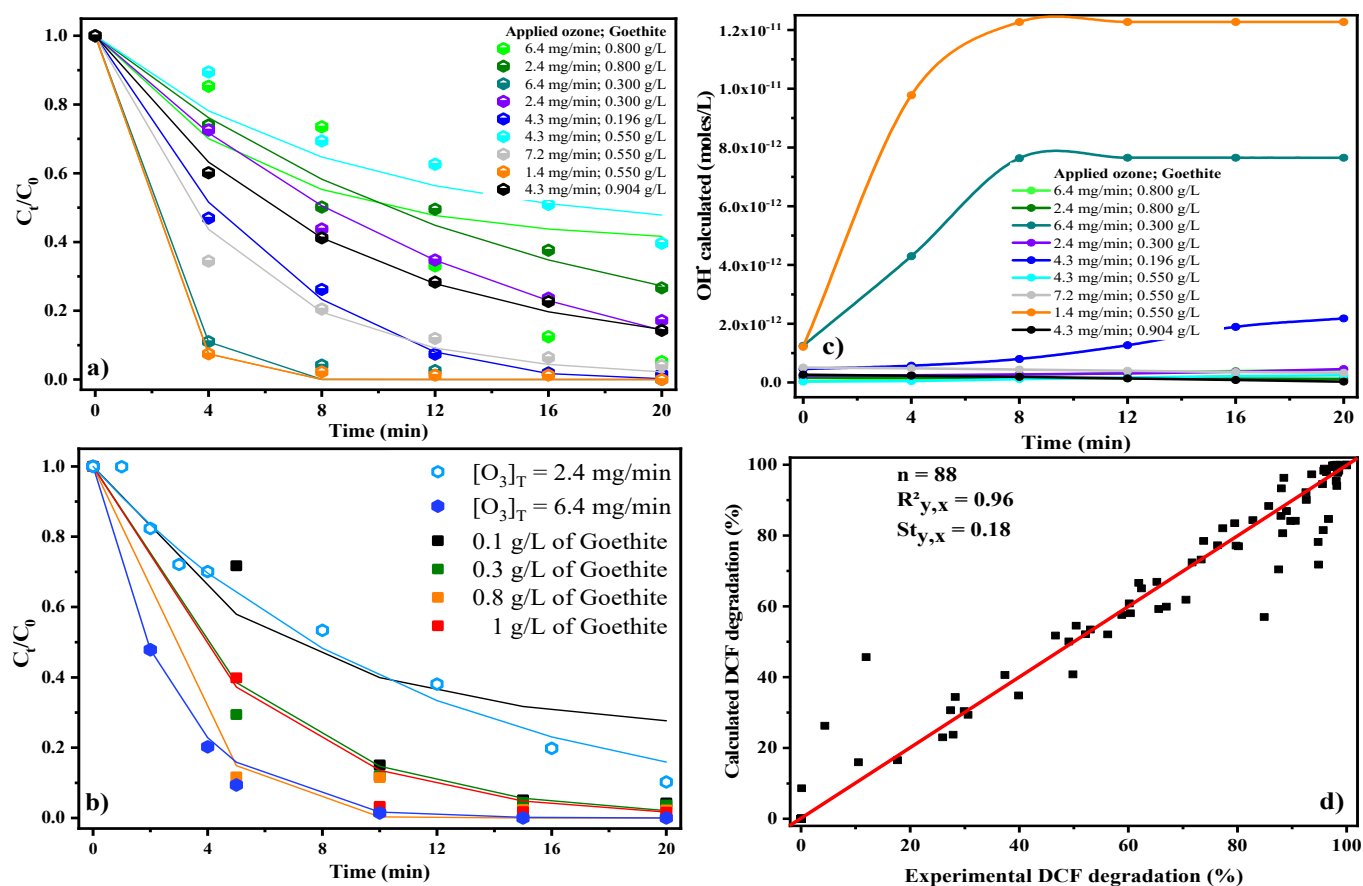 Applied ozone; Goethite
6.4 mg/min; 0.800 g/L
2.4 mg/min; 0.800 g/L
6.4 mg/min; 0.300 g/L
2.4 mg/min; 0.300 g/L
4.3 mg/min; 0.196 g/L
4.3 mg/min; 0.550 g/L
7.2 mg/min; 0.550 g/L
1.4 mg/min; 0.550 g/L
4.3 mg/min; 0.904 g/L
1.0
0.8
0.6
0.4
0.2
0.0
Ct/C0
a)
0 4 8 12 16 20
Time (min)
1.2x10-11
1.0x10-11
8.0x10-12
6.0x10-12
4.0x10-12
2.0x10-12
0.0
OH· calculated (moles/L)
Applied ozone; Goethite
6.4 mg/min; 0.800 g/L
2.4 mg/min; 0.800 g/L
6.4 mg/min; 0.300 g/L
2.4 mg/min; 0.300 g/L
4.3 mg/min; 0.196 g/L
4.3 mg/min; 0.550 g/L
7.2 mg/min; 0.550 g/L
1.4 mg/min; 0.550 g/L
4.3 mg/min; 0.904 g/L
c)
0 4 8 12 16 20
Time (min)
[O3]T = 2.4 mg/min
[O3]T = 6.4 mg/min
0.1 g/L of Goethite
0.3 g/L of Goethite
0.8 g/L of Goethite
1 g/L of Goethite
1.0
0.8
0.6
0.4
0.2
0.0
Ct/C0
b)
0 4 8 12 16 20
Time (min)
n = 88
R²y,x = 0.96
Sty,x = 0.18
100
80
60
40
20
0
Calculated DCF degradation (%)
d)
0 20 40 60 80 100
Experimental DCF degradation (%)